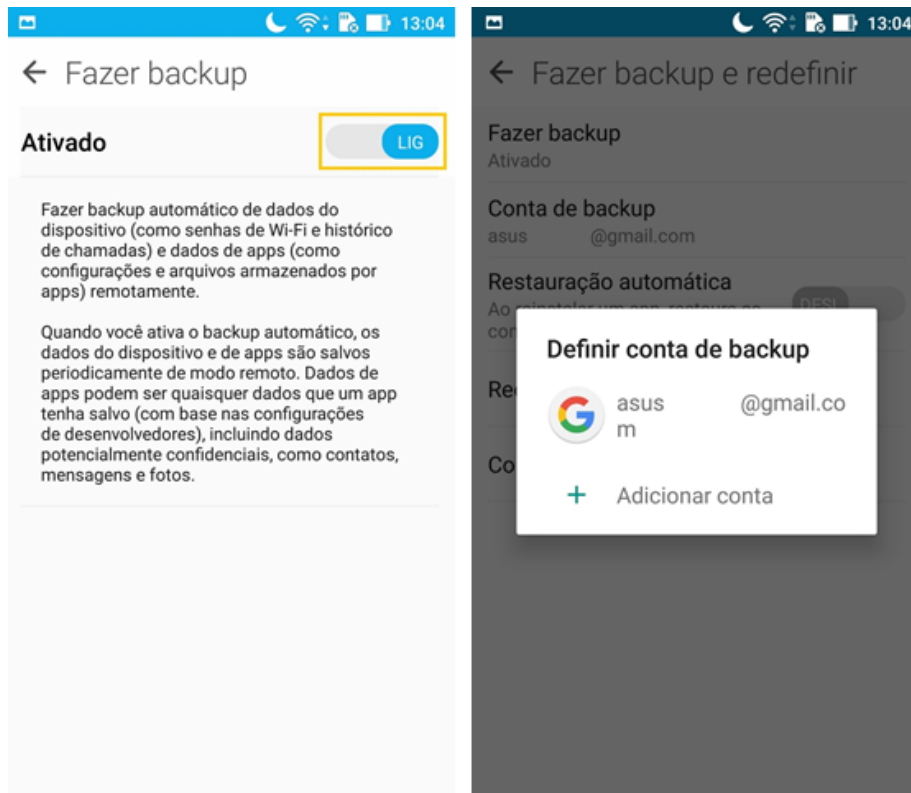 13:04
Fazer backup
Ativado
LIG
Fazer backup automático de dados do
dispositivo (como senhas de Wi-Fi e histórico
de chamadas) e dados de apps (como
configurações e arquivos armazenados por
apps) remotamente.
Quando você ativa o backup automático, os
dados do dispositivo e de apps são salvos
periodicamente de modo remoto. Dados de
apps podem ser quaisquer dados que um app
tenha salvo (com base nas configurações
de desenvolvedores), incluindo dados
potencialmente confidenciais, como contatos,
mensagens e fotos.
13:04
Fazer backup e redefinir
Fazer backup
Ativado
Conta de backup
asus @gmail.com
Restauração automática
Ao
DESL
Definir conta de backup
asus @gmail.co
m
Adicionar conta